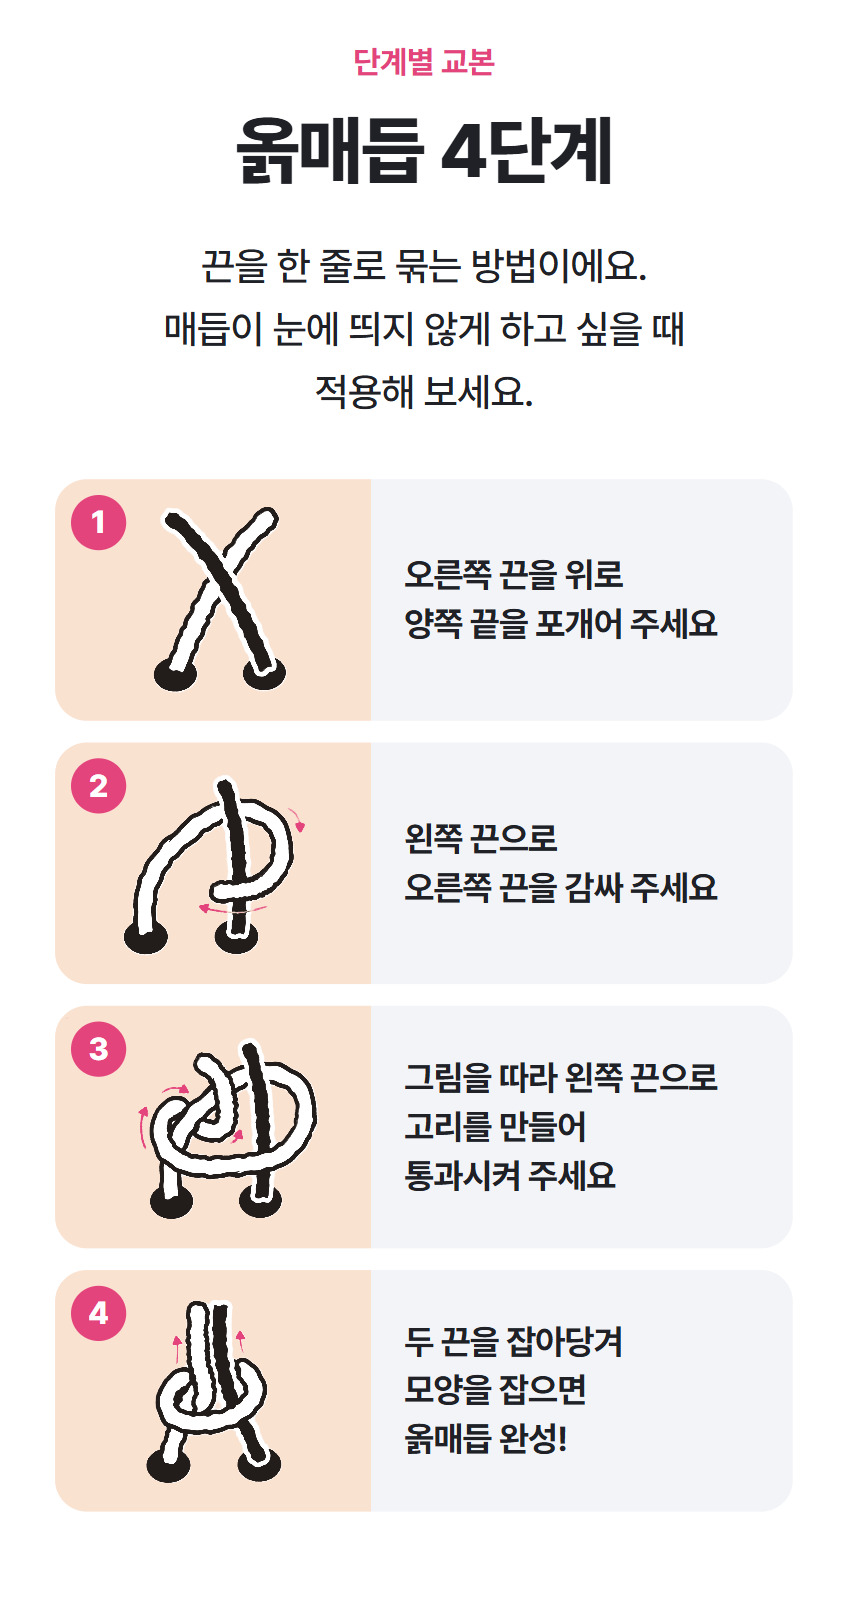 단계별 교본
옭매듭 4단계
끈을 한 줄로 묶는 방법이에요.
매듭이 눈에 띄지 않게 하고 싶을 때
적용해 보세요.
1
오른쪽 끈을 위로
양쪽 끝을 포개어 주세요
2
왼쪽 끈으로
오른쪽 끈을 감싸 주세요
3
그림을 따라 왼쪽 끈으로
고리를 만들어
통과시켜 주세요
4
두 끈을 잡아당겨
모양을 잡으면
옭매듭 완성!